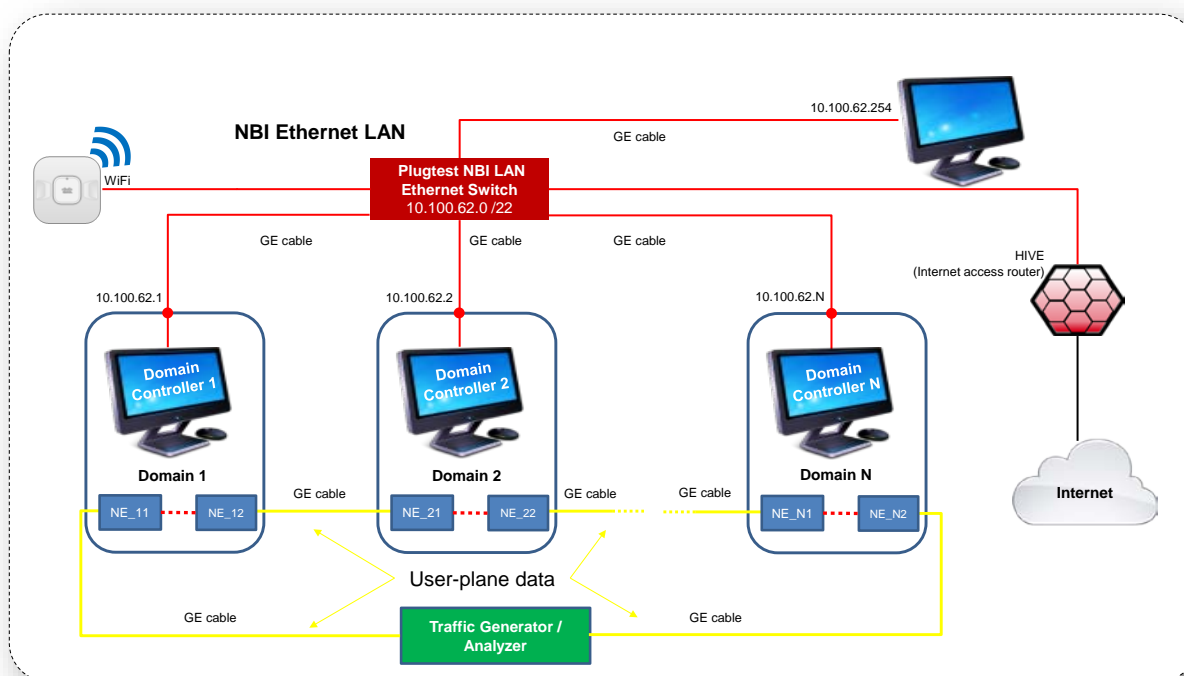 10.100.62.254
NBI Ethernet LAN
GE cable
WiFi
Plugtest NBI LAN
Ethernet Switch
10.100.62.0 /22
GE cable
GE cable
GE cable
HIVE
(Internet access router)
10.100.62.1
10.100.62.2
10.100.62.N
Domain
Controller 1
Domain
Controller 2
Domain
Controller N
Domain 1
Domain 2
Domain N
Internet
GE cable
GE cable
GE cable
NE_11
NE_12
NE_21
NE_22
NE_N1
NE_N2
User-plane data
GE cable
GE cable
Traffic Generator /
Analyzer